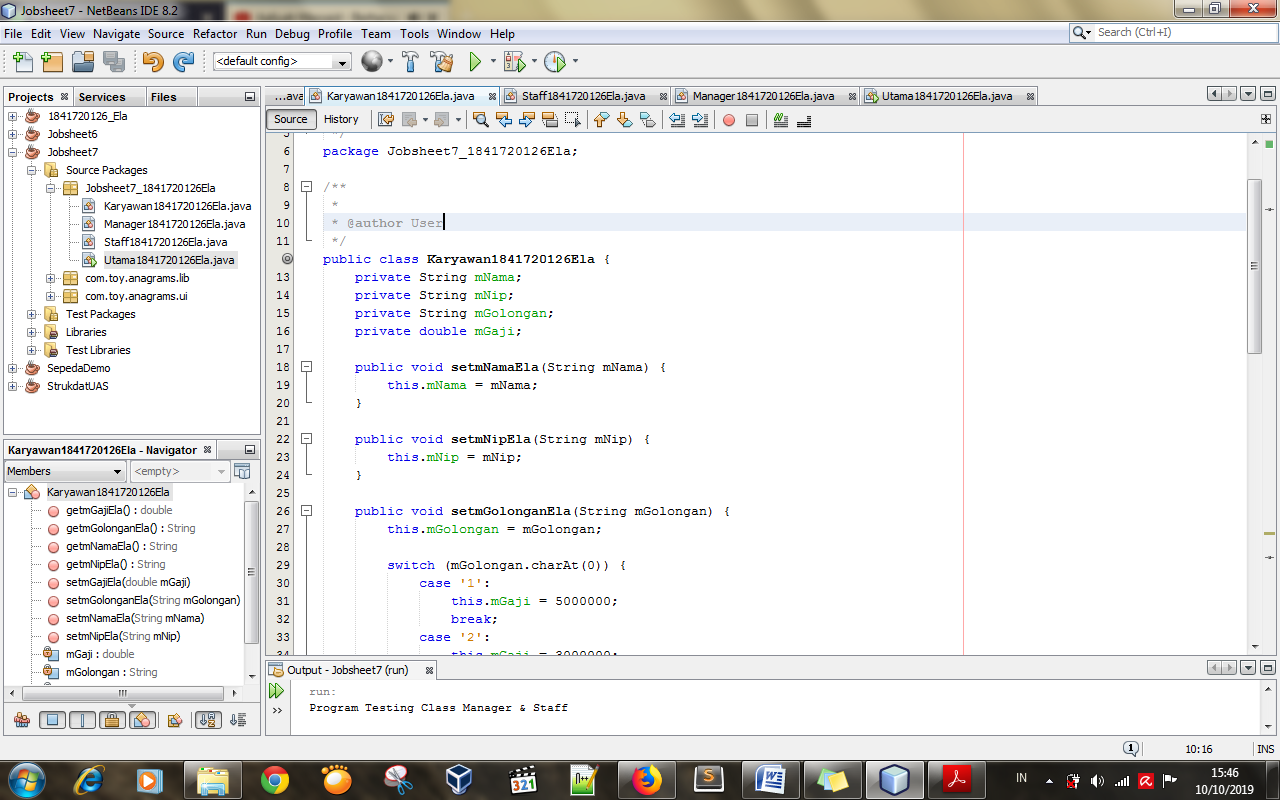 Jobsheet7 - NetBeans IDE 8.2
File Edit View Navigate Source Refactor Run Debug Profile Team Tools Window Help
Search (Ctrl+I)
<default config>
Projects Services Files
1841720126_Ela
Jobsheet6
Jobsheet7
Source Packages
Jobsheet7_1841720126Ela
Karyawan1841720126Ela.java
Manager1841720126Ela.java
Staff1841720126Ela.java
Utama1841720126Ela.java
com.toy.anagrams.lib
com.toy.anagrams.ui
Test Packages
Libraries
Test Libraries
SepedaDemo
StrukdatUAS
Karyawan1841720126Ela - Navigator
Members <empty>
Karyawan1841720126Ela
getmGajiEla() : double
getmGolonganEla() : String
getmNamaEla() : String
getmNipEla() : String
setmGajiEla(double mGaji)
setmGolonganEla(String mGolongan)
setmNamaEla(String mNama)
setmNipEla(String mNip)
mGaji : double
mGolongan : String
...ava Karyawan1841720126Ela.java Staff1841720126Ela.java Manager1841720126Ela.java Utama1841720126Ela.java
Source History
5 */
6 package Jobsheet7_1841720126Ela;
7
8 /**
9 *
10 * @author User
11 */
public class Karyawan1841720126Ela {
13 private String mNama;
14 private String mNip;
15 private String mGolongan;
16 private double mGaji;
17
18 public void setmNamaEla(String mNama) {
19 this.mNama = mNama;
20 }
21
22 public void setmNipEla(String mNip) {
23 this.mNip = mNip;
24 }
25
26 public void setmGolonganEla(String mGolongan) {
27 this.mGolongan = mGolongan;
28
29 switch (mGolongan.charAt(0)) {
30 case '1':
31 this.mGaji = 5000000;
32 break;
33 case '2':
34 this.mGaji = 3000000;
Output - Jobsheet7 (run)
run:
Program Testing Class Manager & Staff
1 10:16 INS
321
N++
S
W
IN
15:46
10/10/2019